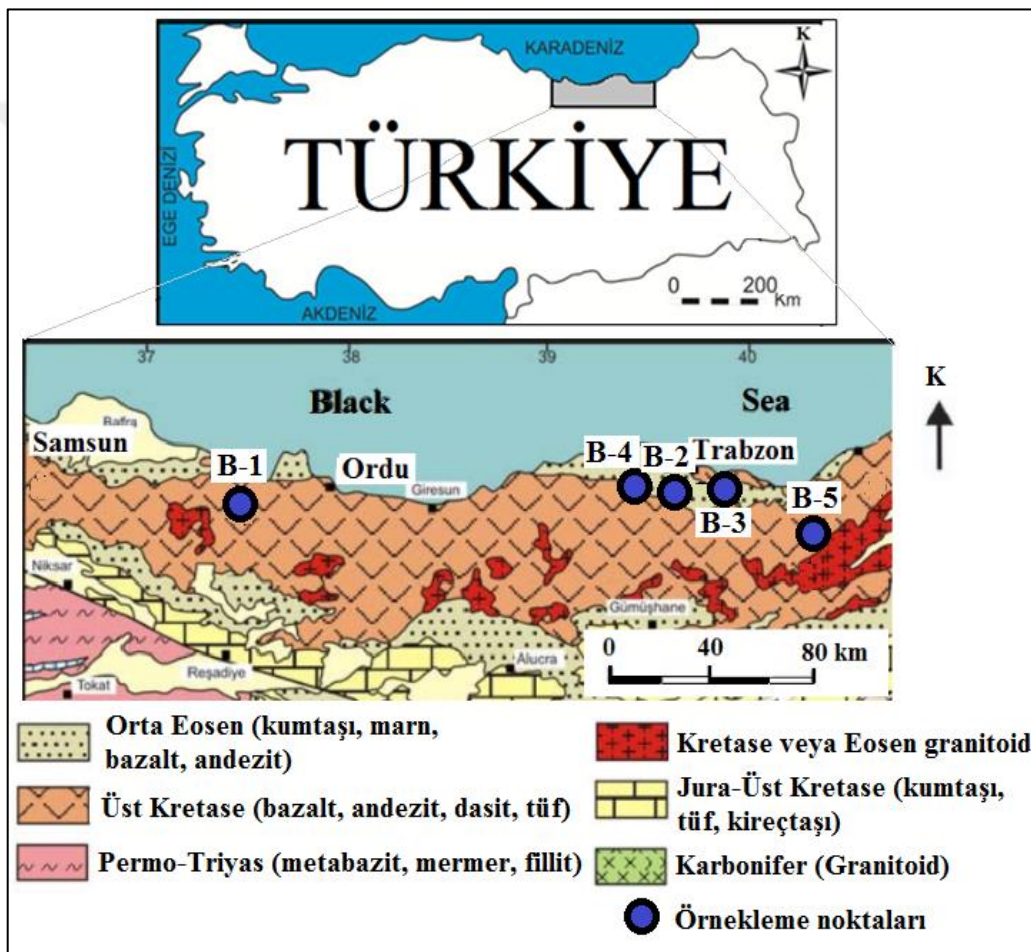 KARADENİZ
K
EGE DENİZİ
TÜRKİYE
0 200
Km
AKDENİZ
37 38 39 40
Black Sea
K
Bafra
Samsun
B-1
Ordu
Giresun
B-4 B-2 Trabzon
B-3
B-5
Niksar
Gümüşhane
Reşadiye
Alucra
Tokat
0 40 80 km
Orta Eosen (kumtaşı, marn,
bazalt, andezit)
Üst Kretase (bazalt, andezit, dasit, tüf)
Permo-Triyas (metabazit, mermer, fillit)
Kretase veya Eosen granitoid
Jura-Üst Kretase (kumtaşı,
tüf, kireçtaşı)
Karbonifer (Granitoid)
Örnekleme noktaları